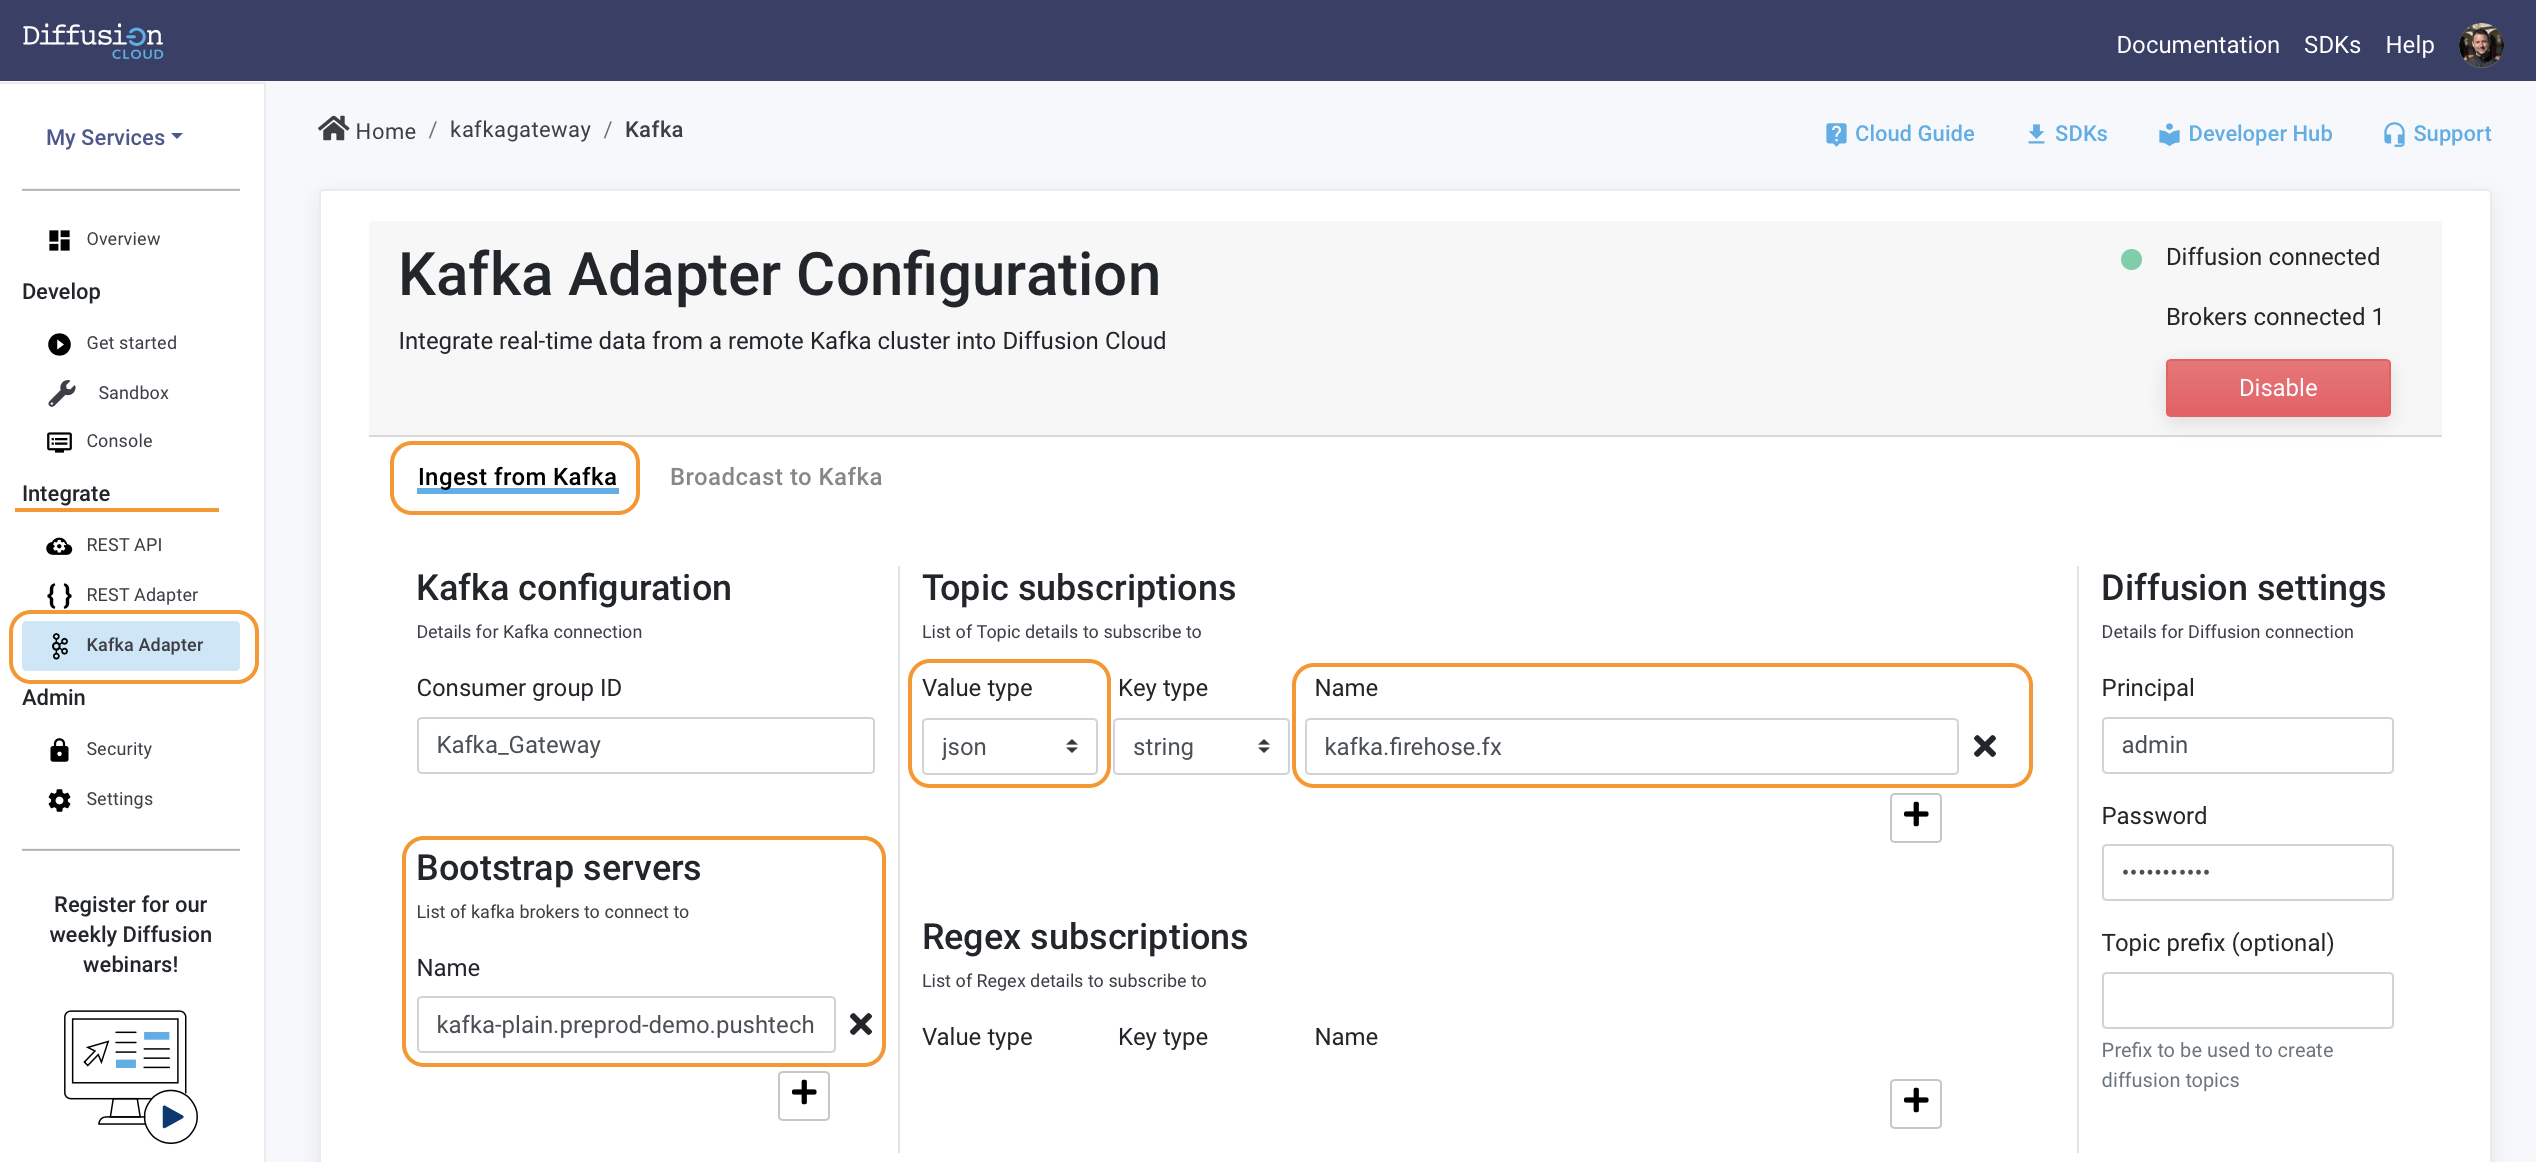 Diffusion
CLOUD
Documentation SDKs Help
My Services
Home / kafkagateway / Kafka
Cloud Guide SDKs Developer Hub Support
Overview
Develop
Get started
Sandbox
Console
Integrate
REST API
REST Adapter
Kafka Adapter
Admin
Security
Settings
Register for our
weekly Diffusion
webinars!
Kafka Adapter Configuration
Integrate real-time data from a remote Kafka cluster into Diffusion Cloud
Diffusion connected
Brokers connected 1
Disable
Ingest from Kafka Broadcast to Kafka
Kafka configuration
Details for Kafka connection
Consumer group ID
Kafka_Gateway
Bootstrap servers
List of kafka brokers to connect to
Name
kafka-plain.preprod-demo.pushtech
Topic subscriptions
List of Topic details to subscribe to
Value type Key type Name
json string kafka.firehose.fx
Regex subscriptions
List of Regex details to subscribe to
Value type Key type Name
Diffusion settings
Details for Diffusion connection
Principal
admin
Password
•••••••••••
Topic prefix (optional)
Prefix to be used to create
diffusion topics